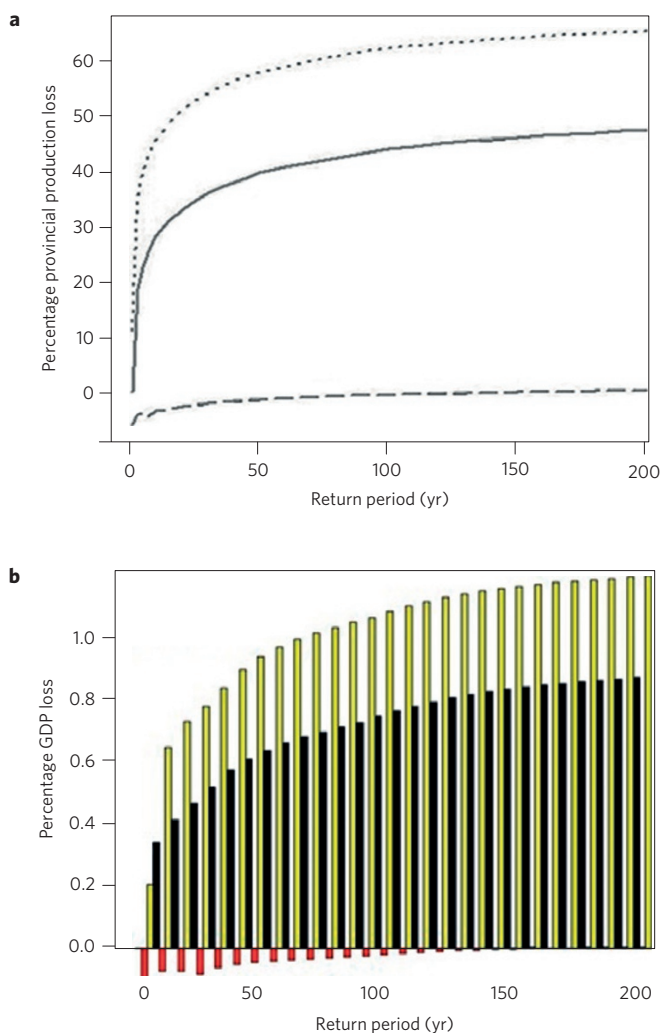 a
Percentage provincial production loss
60
50
40
30
20
10
0
0 50 100 150 200
Return period (yr)
b
Percentage GDP loss
1.0
0.8
0.6
0.4
0.2
0.0
0 50 100 150 200
Return period (yr)